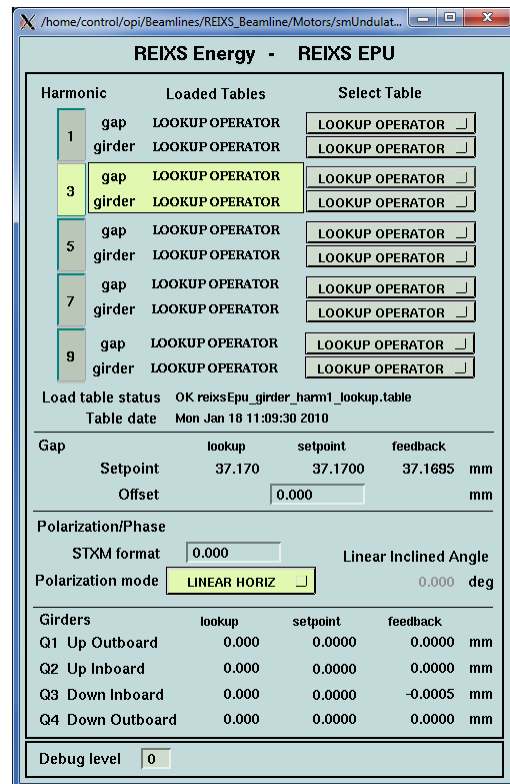 /home/control/opi/Beamlines/REIXS_Beamline/Motors/smUndulat...
REIXS Energy - REIXS EPU
Harmonic Loaded Tables Select Table
1 gap LOOKUP OPERATOR LOOKUP OPERATOR
girder LOOKUP OPERATOR LOOKUP OPERATOR
3 gap LOOKUP OPERATOR LOOKUP OPERATOR
girder LOOKUP OPERATOR LOOKUP OPERATOR
5 gap LOOKUP OPERATOR LOOKUP OPERATOR
girder LOOKUP OPERATOR LOOKUP OPERATOR
7 gap LOOKUP OPERATOR LOOKUP OPERATOR
girder LOOKUP OPERATOR LOOKUP OPERATOR
9 gap LOOKUP OPERATOR LOOKUP OPERATOR
girder LOOKUP OPERATOR LOOKUP OPERATOR
Load table status OK reixsEpu_girder_harm1_lookup.table
Table date Mon Jan 18 11:09:30 2010
Gap lookup setpoint feedback
Setpoint 37.170 37.1700 37.1695 mm
Offset 0.000 mm
Polarization/Phase
STXM format 0.000 Linear Inclined Angle
Polarization mode LINEAR HORIZ 0.000 deg
Girders lookup setpoint feedback
Q1 Up Outboard 0.000 0.0000 0.0000 mm
Q2 Up Inboard 0.000 0.0000 0.0000 mm
Q3 Down Inboard 0.000 0.0000 -0.0005 mm
Q4 Down Outboard 0.000 0.0000 0.0000 mm
Debug level 0